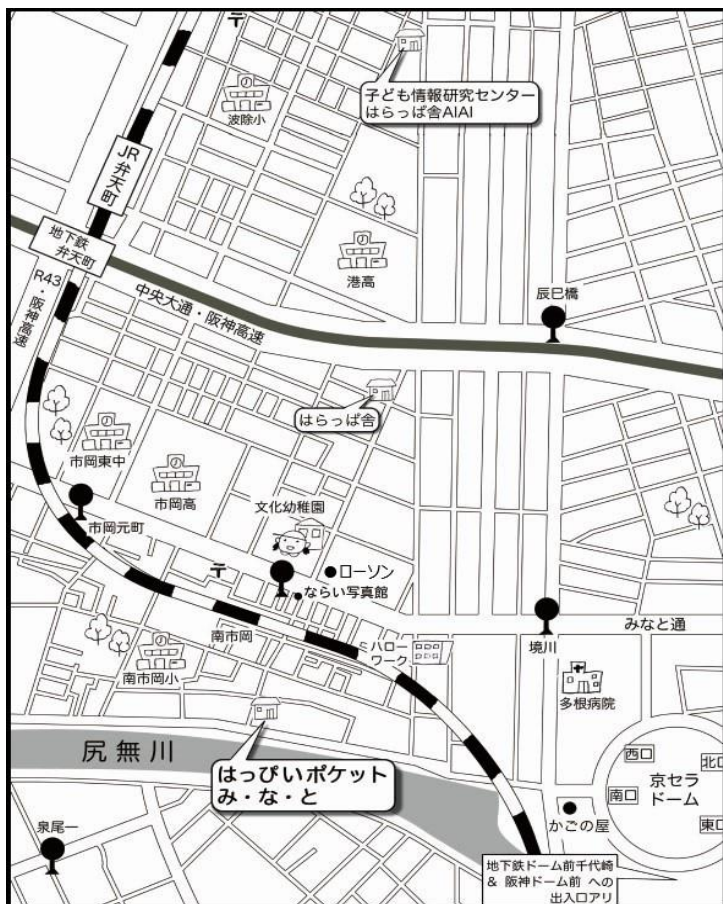 〒
子ども情報研究センター
はらっぱ舎AIAI
波除小
JR弁天町
地下鉄
弁天町
港高
辰巳橋
R43・阪神高速
中央大通・阪神高速
はらっぱ舎
市岡東中
市岡高
市岡元町
文化幼稚園
〒
●ローソン
●ならい写真館
南市岡
ハロー
ワーク
みなと通
境川
南市岡小
多根病院
尻無川
はっぴいポケット
み・な・と
西口
北口
京セラ
ドーム
南口
東口
かごの屋
泉尾一
地下鉄ドーム前千代崎
& 阪神ドーム前 への
出入口アリ